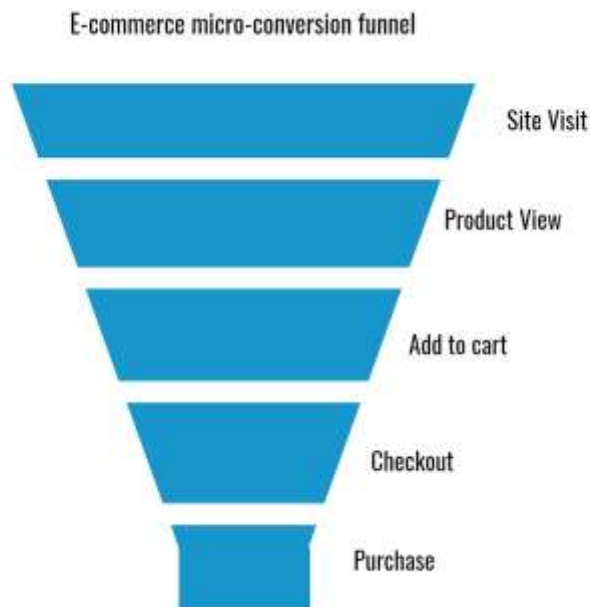 E-commerce micro-conversion funnel
Site Visit
Product View
Add to cart
Checkout
Purchase